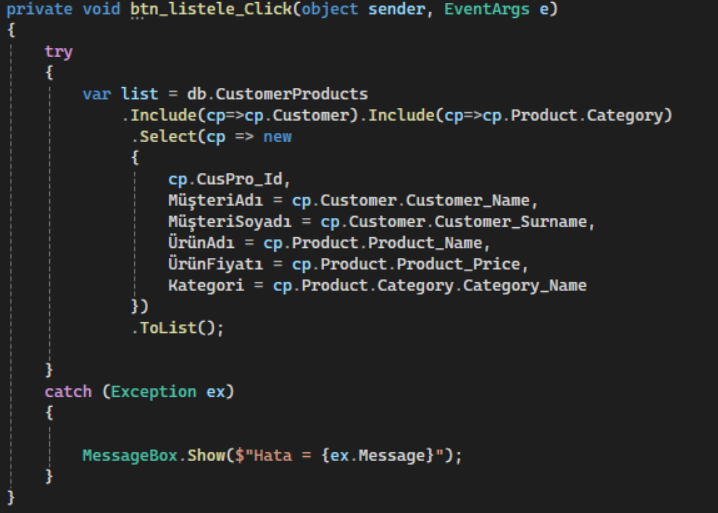 private void btn_listele_Click(object sender, EventArgs e)
{
try
{
var list = db.CustomerProducts
.Include(cp=>cp.Customer).Include(cp=>cp.Product.Category)
.Select(cp => new
{
cp.CusPro_Id,
MüşteriAdı = cp.Customer.Customer_Name,
MüşteriSoyadı = cp.Customer.Customer_Surname,
ÜrünAdı = cp.Product.Product_Name,
ÜrünFiyatı = cp.Product.Product_Price,
Kategori = cp.Product.Category.Category_Name
})
.ToList();
}
catch (Exception ex)
{
MessageBox.Show($"Hata = {ex.Message}");
}
}